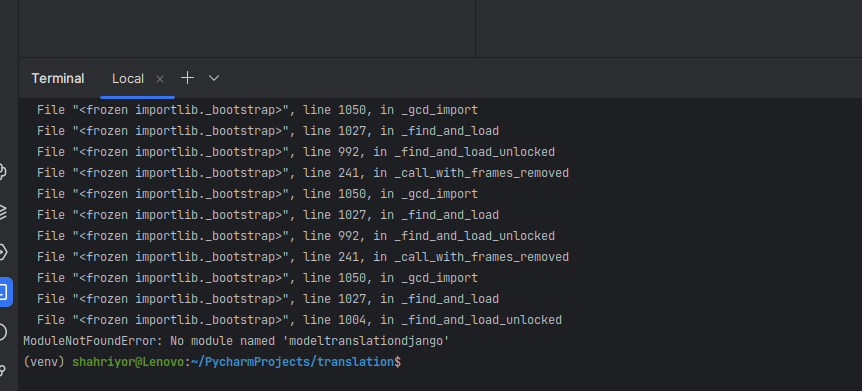 Terminal Local
File "<frozen importlib._bootstrap>", line 1050, in _gcd_import
File "<frozen importlib._bootstrap>", line 1027, in _find_and_load
File "<frozen importlib._bootstrap>", line 992, in _find_and_load_unlocked
File "<frozen importlib._bootstrap>", line 241, in _call_with_frames_removed
File "<frozen importlib._bootstrap>", line 1050, in _gcd_import
File "<frozen importlib._bootstrap>", line 1027, in _find_and_load
File "<frozen importlib._bootstrap>", line 992, in _find_and_load_unlocked
File "<frozen importlib._bootstrap>", line 241, in _call_with_frames_removed
File "<frozen importlib._bootstrap>", line 1050, in _gcd_import
File "<frozen importlib._bootstrap>", line 1027, in _find_and_load
File "<frozen importlib._bootstrap>", line 1004, in _find_and_load_unlocked
ModuleNotFoundError: No module named 'modeltranslationdjango'
(venv) shahriyor@Lenovo:~/PycharmProjects/translation$